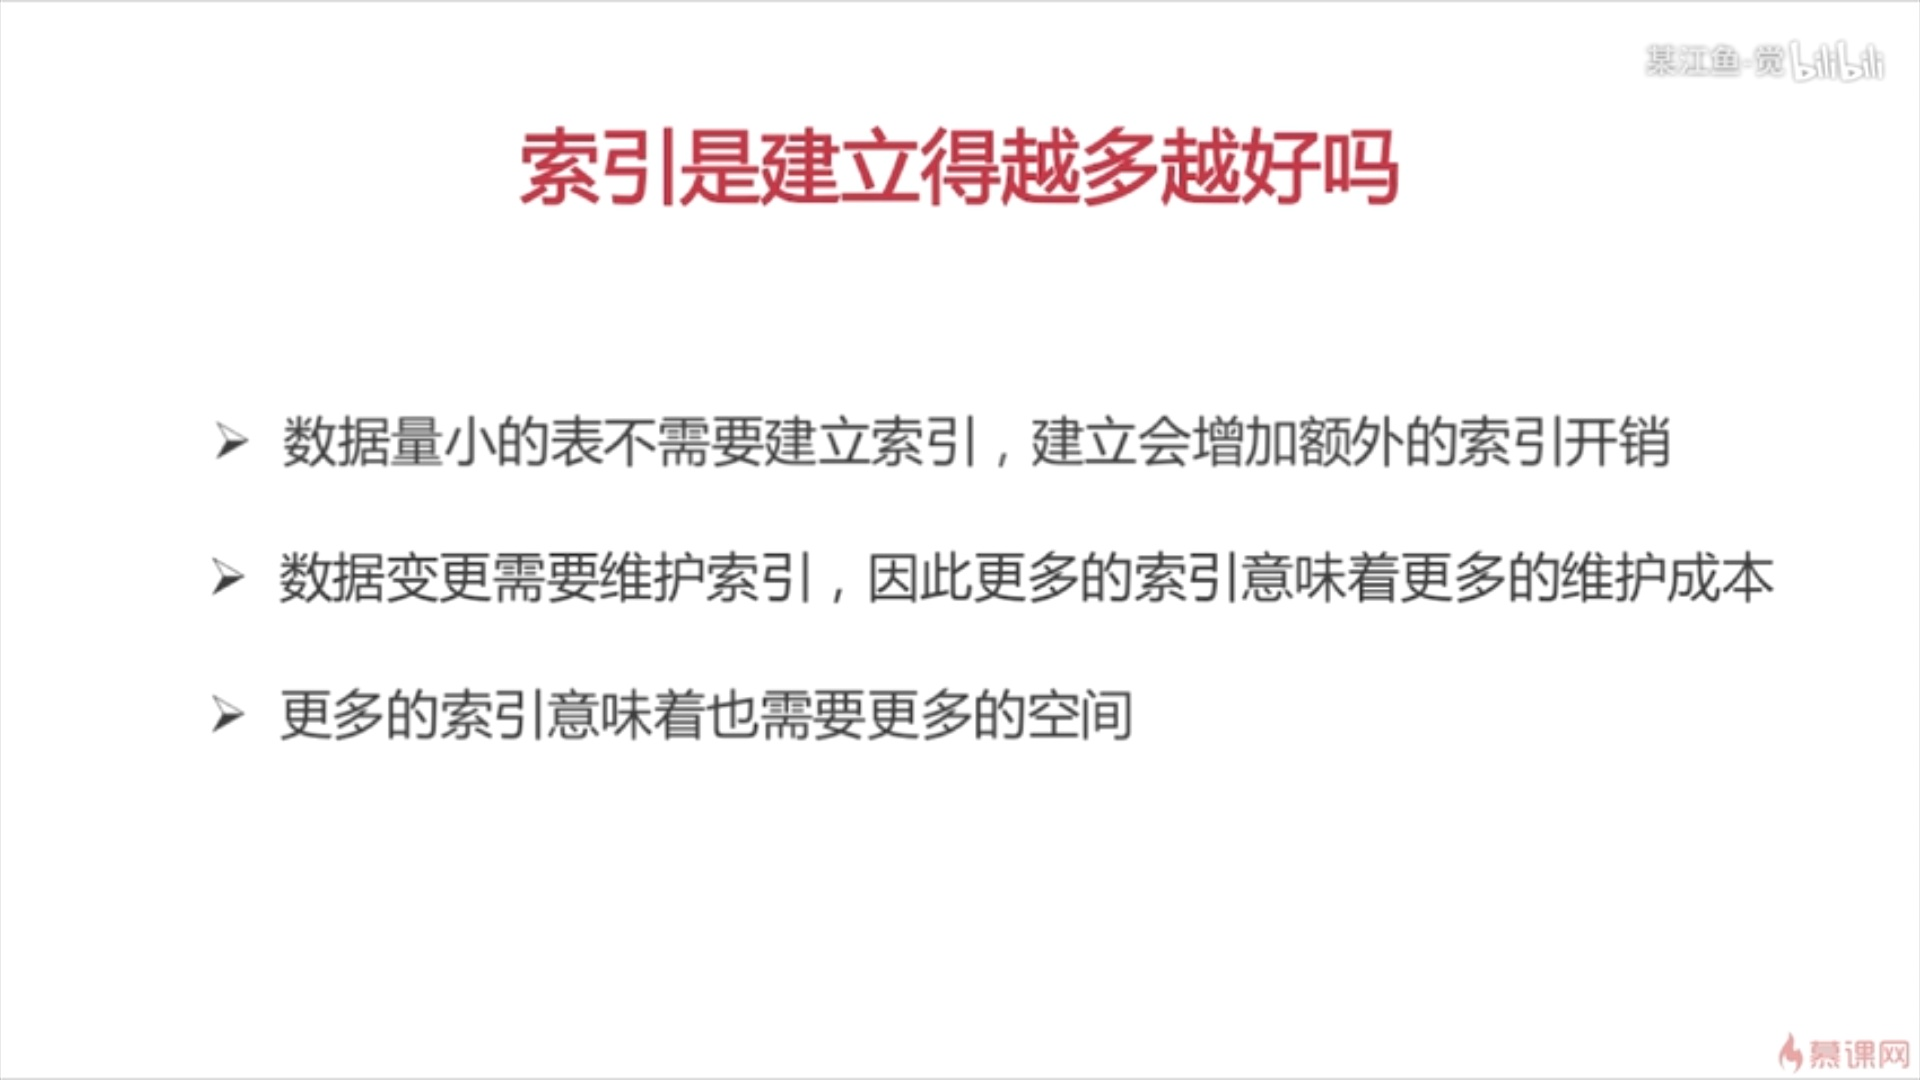 某江鱼-觉 bilibili
索引是建立得越多越好吗
数据量小的表不需要建立索引，建立会增加额外的索引开销
数据变更需要维护索引，因此更多的索引意味着更多的维护成本
更多的索引意味着也需要更多的空间
慕课网